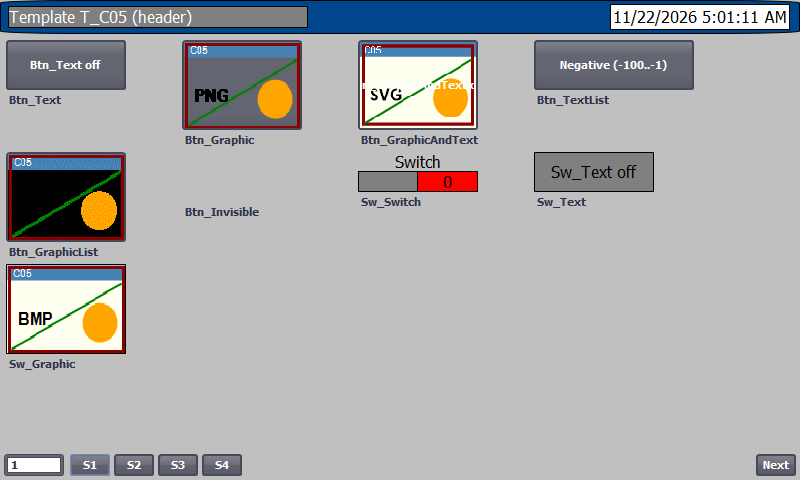 Template T_C05 (header)
11/22/2026 5:01:11 AM
Btn_Text off
Btn_Text
C05
PNG
Btn_Graphic
C05
SVG
Btn_GraphicAndText
Negative (-100..-1)
Btn_TextList
C05
Btn_GraphicList
Btn_Invisible
Switch
0
Sw_Switch
Sw_Text off
Sw_Text
C05
BMP
Sw_Graphic
1
S1
S2
S3
S4
Next